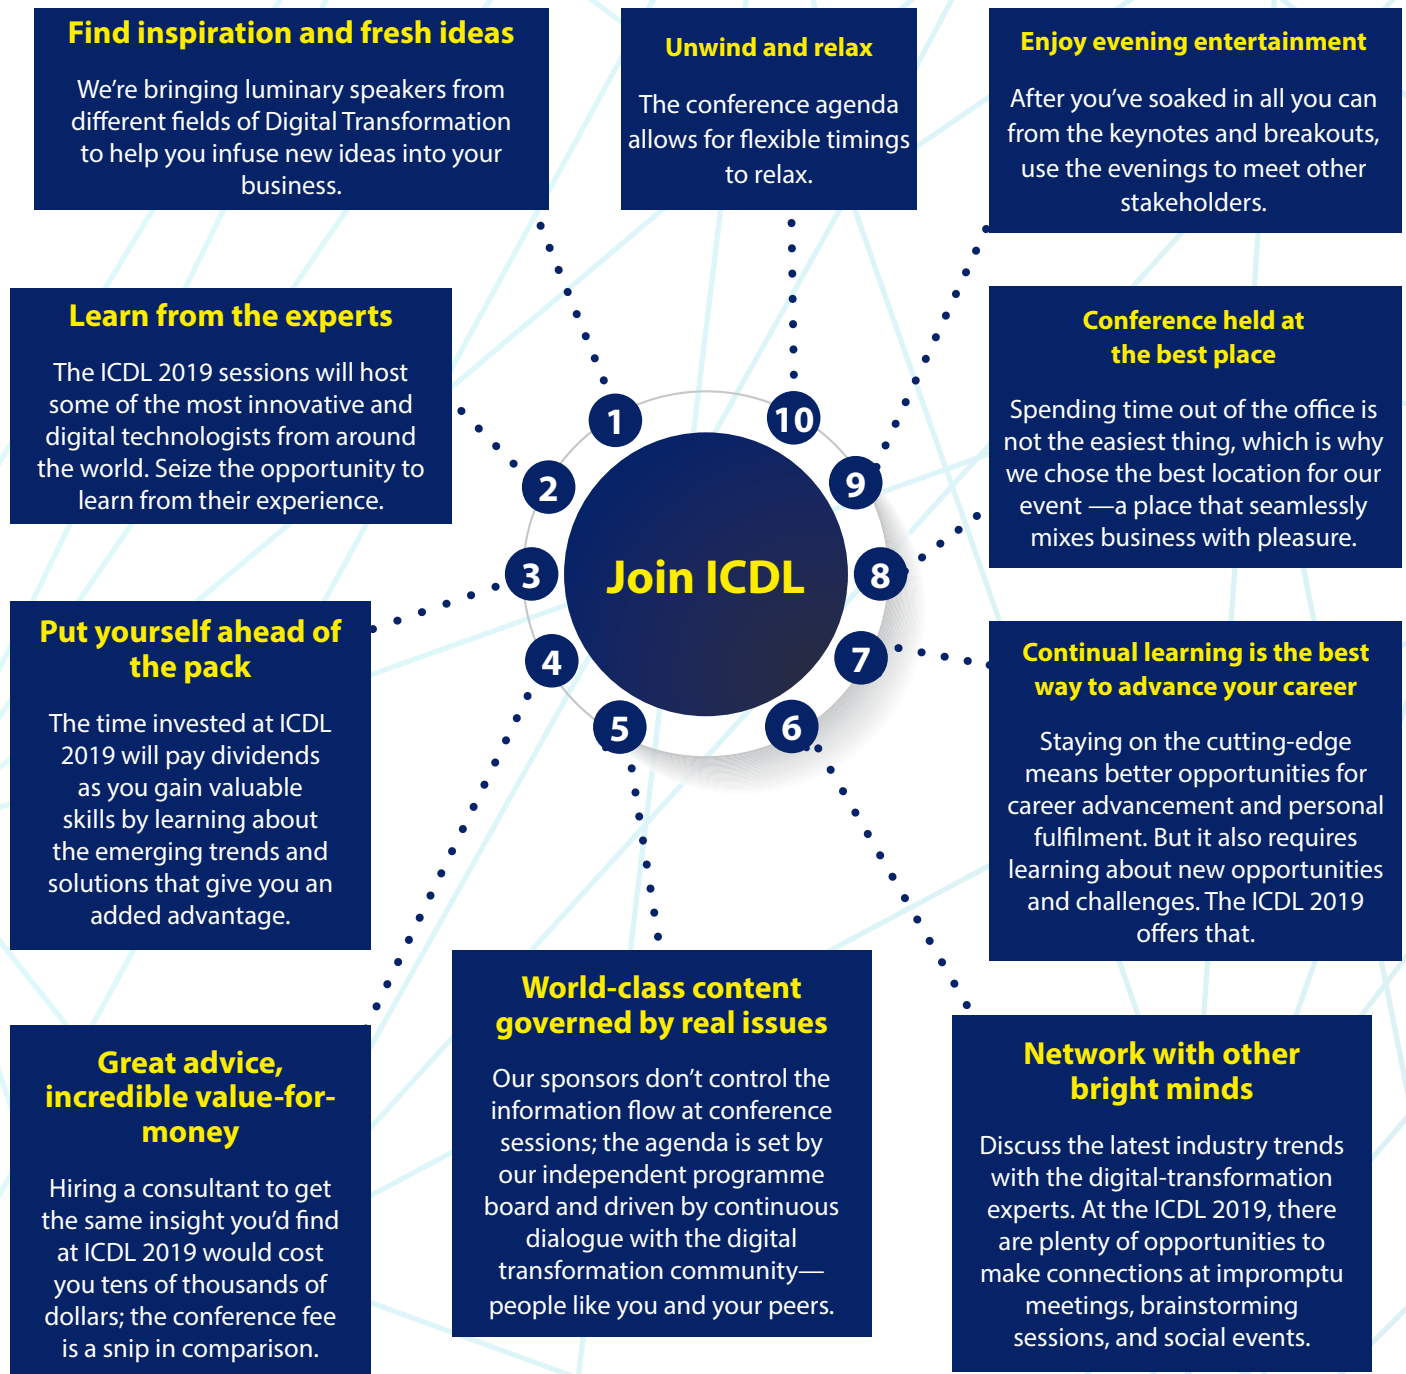 Find inspiration and fresh ideas
We’re bringing luminary speakers from
different fields of Digital Transformation
to help you infuse new ideas into your
business.
Unwind and relax
The conference agenda
allows for flexible timings
to relax.
Enjoy evening entertainment
After you’ve soaked in all you can
from the keynotes and breakouts,
use the evenings to meet other
stakeholders.
Learn from the experts
The ICDL 2019 sessions will host
some of the most innovative and
digital technologists from around
the world. Seize the opportunity to
learn from their experience.
Conference held at
the best place
Spending time out of the office is
not the easiest thing, which is why
we chose the best location for our
event —a place that seamlessly
mixes business with pleasure.
1
10
2
9
3
Join ICDL
8
4
7
5
6
Put yourself ahead of
the pack
The time invested at ICDL
2019 will pay dividends
as you gain valuable
skills by learning about
the emerging trends and
solutions that give you an
added advantage.
Continual learning is the best
way to advance your career
Staying on the cutting-edge
means better opportunities for
career advancement and personal
fulfilment. But it also requires
learning about new opportunities
and challenges. The ICDL 2019
offers that.
Great advice,
incredible value-for-
money
Hiring a consultant to get
the same insight you’d find
at ICDL 2019 would cost
you tens of thousands of
dollars; the conference fee
is a snip in comparison.
World-class content
governed by real issues
Our sponsors don’t control the
information flow at conference
sessions; the agenda is set by
our independent programme
board and driven by continuous
dialogue with the digital
transformation community—
people like you and your peers.
Network with other
bright minds
Discuss the latest industry trends
with the digital-transformation
experts. At the ICDL 2019, there
are plenty of opportunities to
make connections at impromptu
meetings, brainstorming
sessions, and social events.